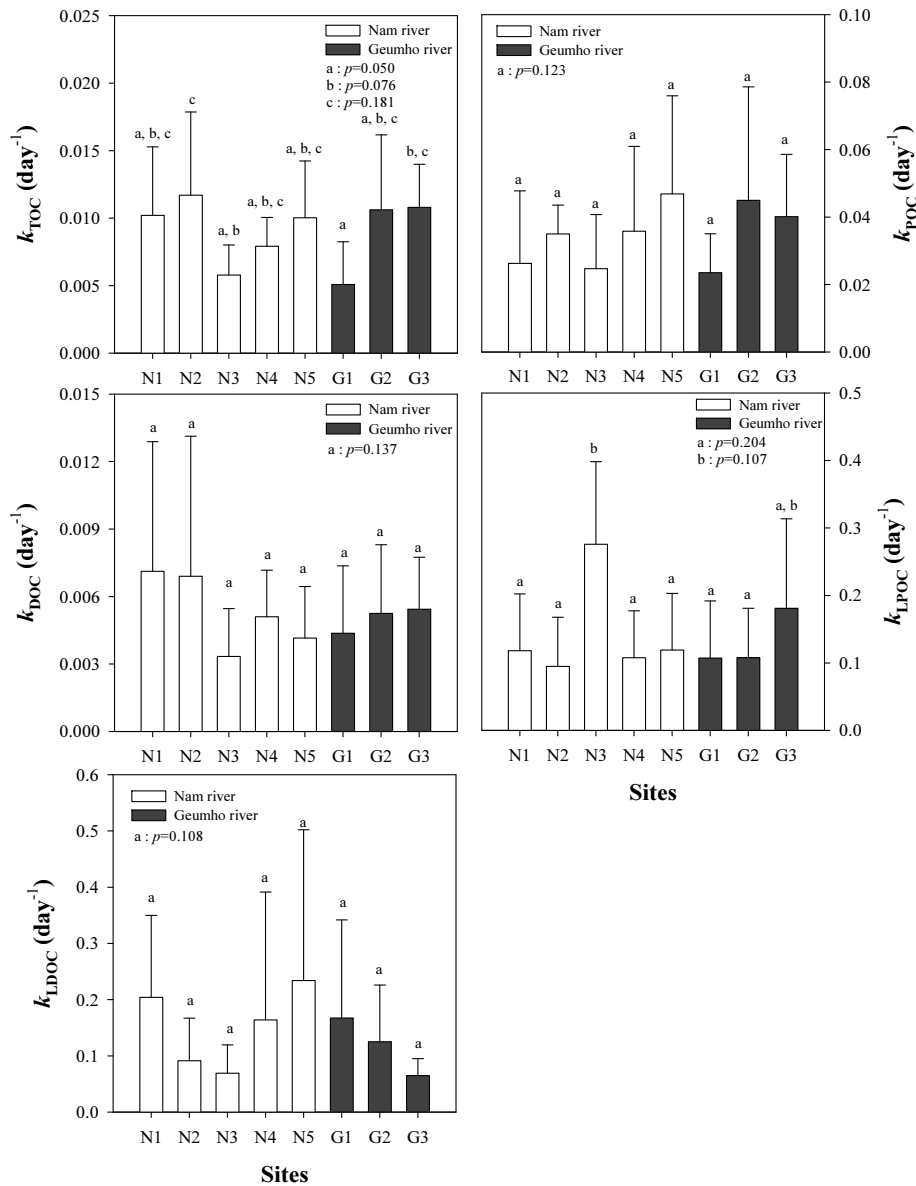 0.025
0.020
0.015
0.010
0.005
0.000
k_TOC (day⁻¹)
Nam river
Geumho river
a : p=0.050
b : p=0.076
c : p=0.181
a, b, c
c
a, b
a, b, c
a, b, c
a
a, b, c
b, c
N1 N2 N3 N4 N5 G1 G2 G3
Nam river
Geumho river
a : p=0.123
a a a a a a a a
0.10
0.08
0.06
0.04
0.02
0.00
k_POC (day⁻¹)
N1 N2 N3 N4 N5 G1 G2 G3
0.015
0.012
0.009
0.006
0.003
0.000
k_DOC (day⁻¹)
Nam river
Geumho river
a : p=0.137
a a a a a a a a
N1 N2 N3 N4 N5 G1 G2 G3
Nam river
Geumho river
a : p=0.204
b : p=0.107
a a b a a a a a, b
0.5
0.4
0.3
0.2
0.1
0.0
k_LPOC (day⁻¹)
N1 N2 N3 N4 N5 G1 G2 G3
Sites
0.6
0.5
0.4
0.3
0.2
0.1
0.0
k_LDOC (day⁻¹)
Nam river
Geumho river
a : p=0.108
a a a a a a a a
N1 N2 N3 N4 N5 G1 G2 G3
Sites